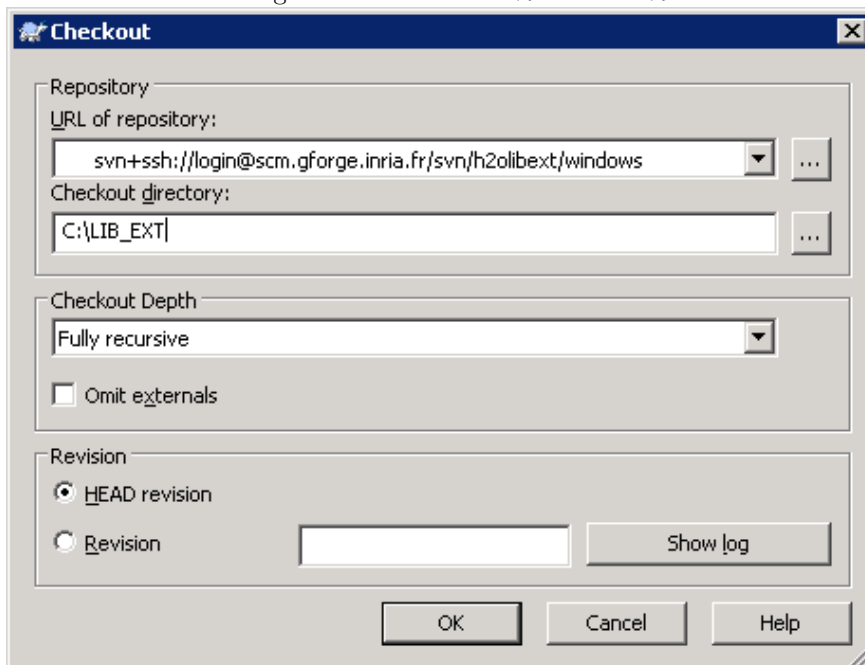 Checkout
Repository
URL of repository:
svn+ssh://login@scm.gforge.inria.fr/svn/h2olibext/windows
...
Checkout directory:
C:\LIB_EXT
...
Checkout Depth
Fully recursive
Omit externals
Revision
HEAD revision
Revision
Show log
OK Cancel Help